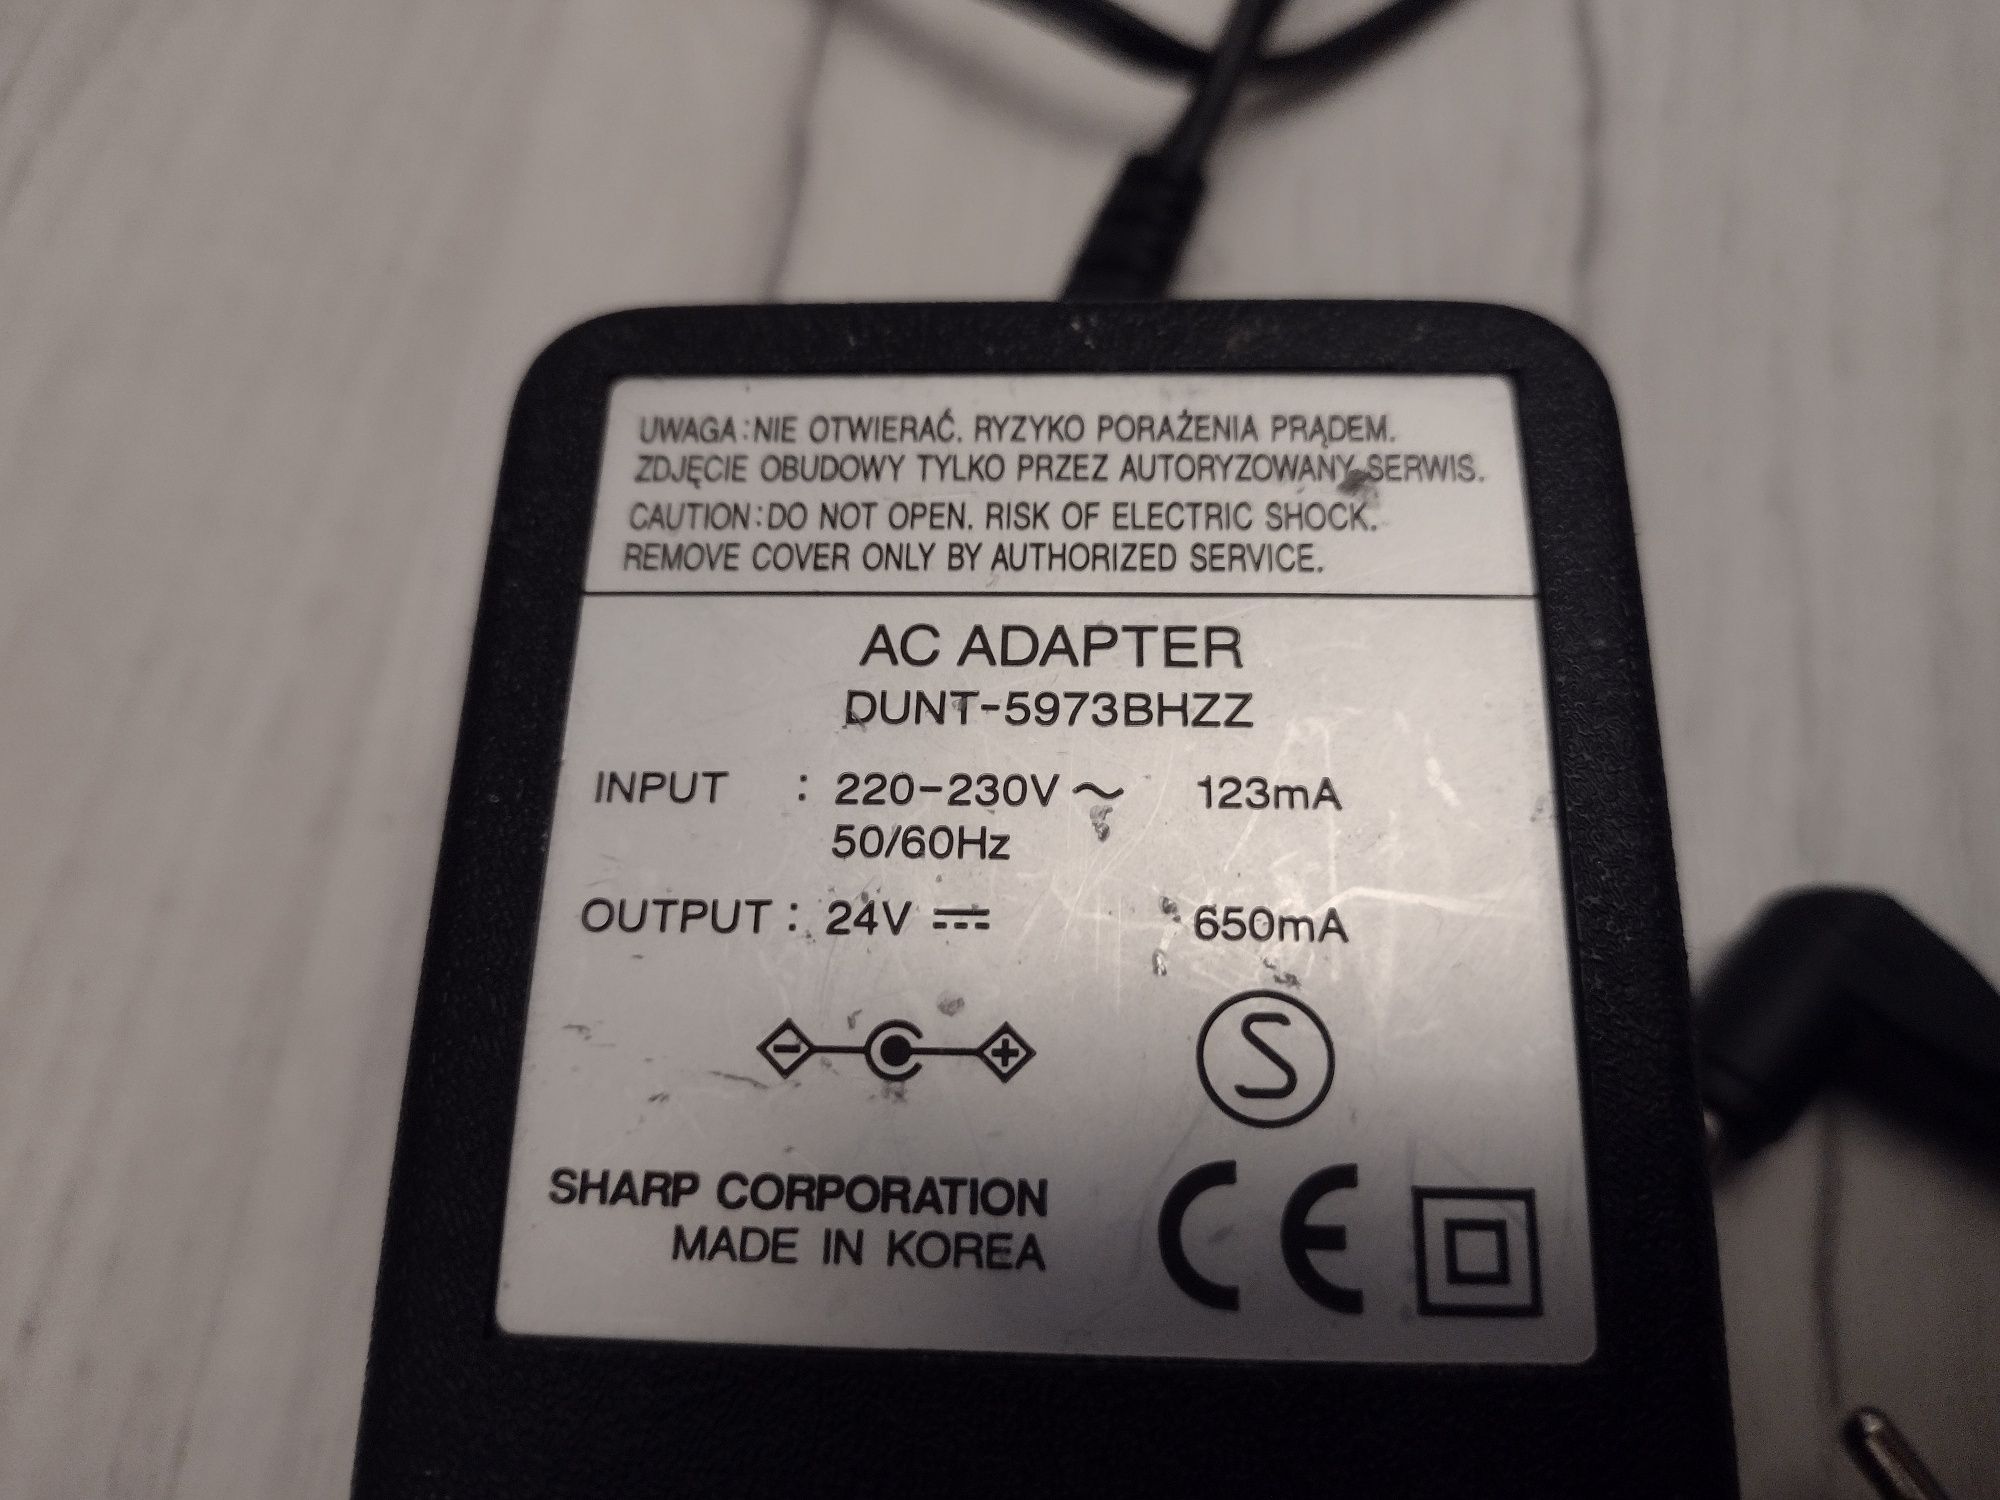 UWAGA:NIE OTWIERAĆ. RYZYKO PORAŻENIA PRĄDEM.
ZDJĘCIE OBUDOWY TYLKO PRZEZ AUTORYZOWANY SERWIS.
CAUTION:DO NOT OPEN. RISK OF ELECTRIC SHOCK.
REMOVE COVER ONLY BY AUTHORIZED SERVICE.
AC ADAPTER
DUNT-5973BHZZ
INPUT : 220-230V~ 123mA
50/60Hz
OUTPUT: 24V ⎓ 650mA
- +
S
SHARP CORPORATION
MADE IN KOREA
CE